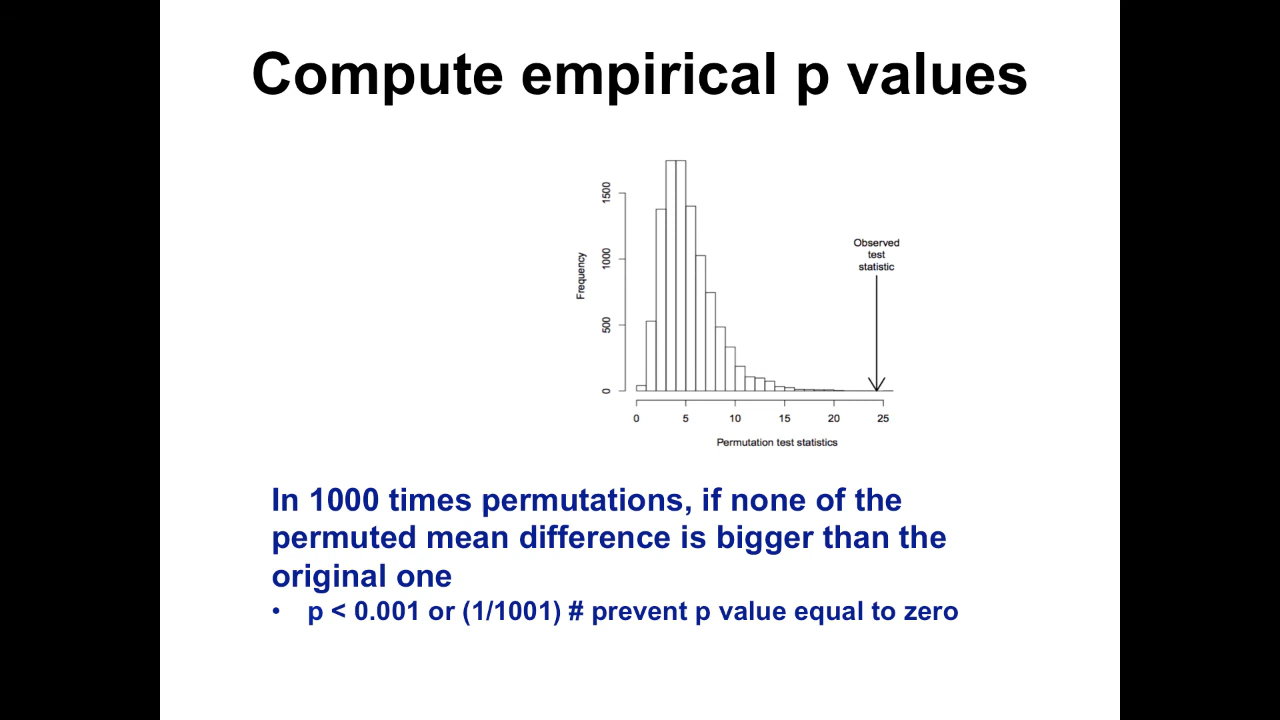 Compute empirical p values
1500
1000
500
0
Frequency
Observed
test
statistic
0 5 10 15 20 25
Permutation test statistics
In 1000 times permutations, if none of the
permuted mean difference is bigger than the
original one
• p < 0.001 or (1/1001) # prevent p value equal to zero